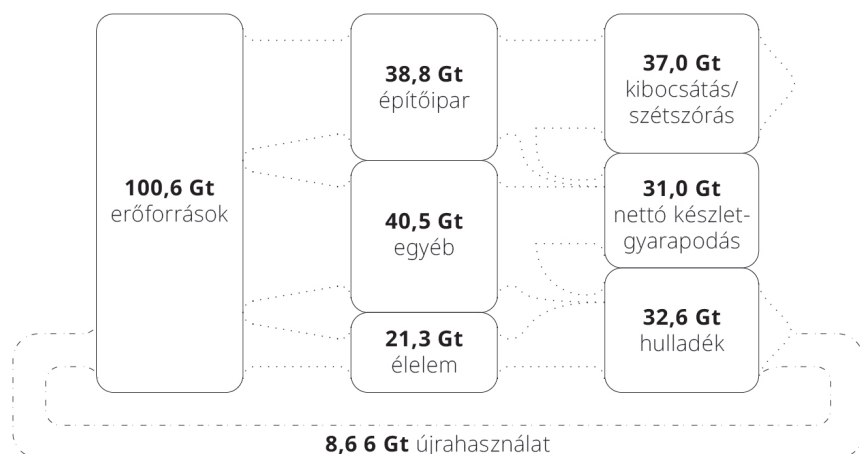 100,6 Gt
erőforrások
38,8 Gt
építőipar
40,5 Gt
egyéb
21,3 Gt
élelem
37,0 Gt
kibocsátás/
szétszórás
31,0 Gt
nettó készlet-
gyarapodás
32,6 Gt
hulladék
8,6 6 Gt újrahasználat